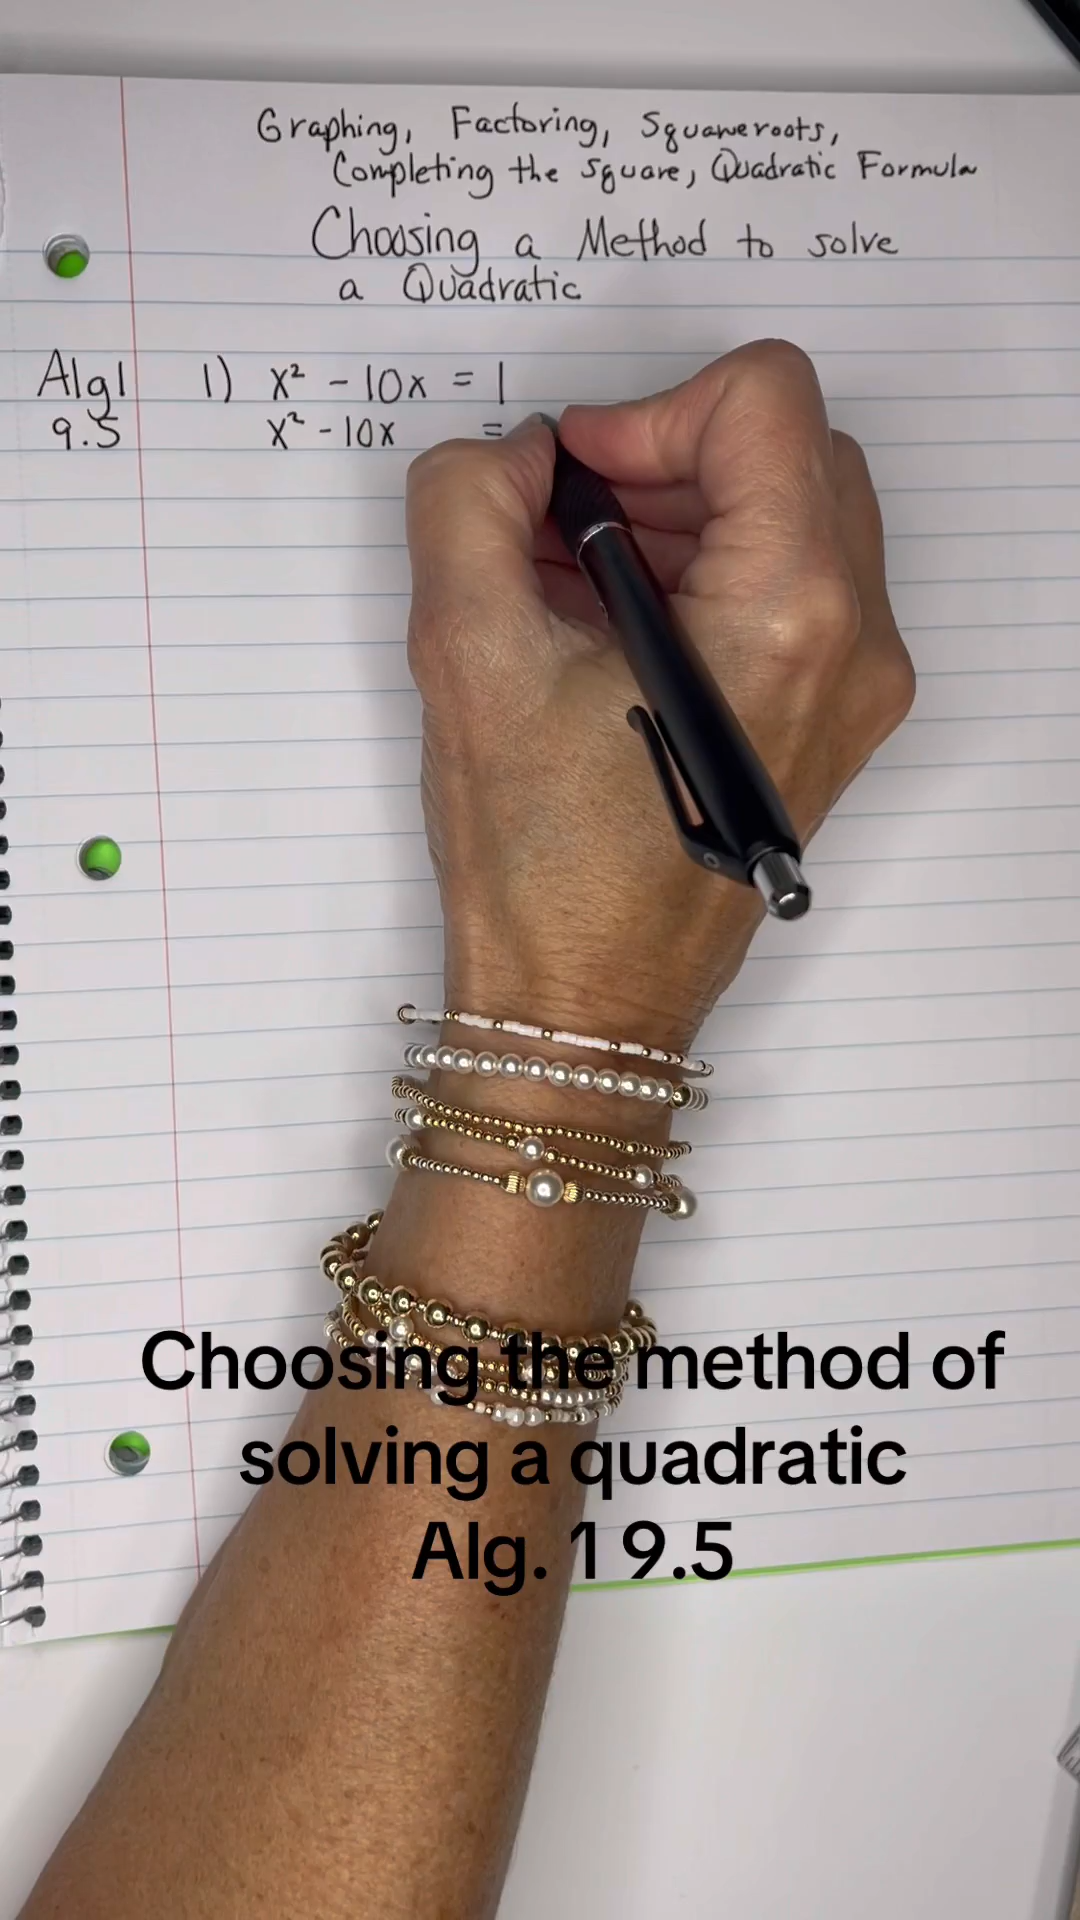 Graphing, Factoring, Squareroots,
Completing the square, Quadratic Formula
Choosing a Method to solve
a Quadratic
Alg1 1) x² - 10x = 1
9.5 x² - 10x =
Choosing the method of
solving a quadratic
Alg. 1 9.5